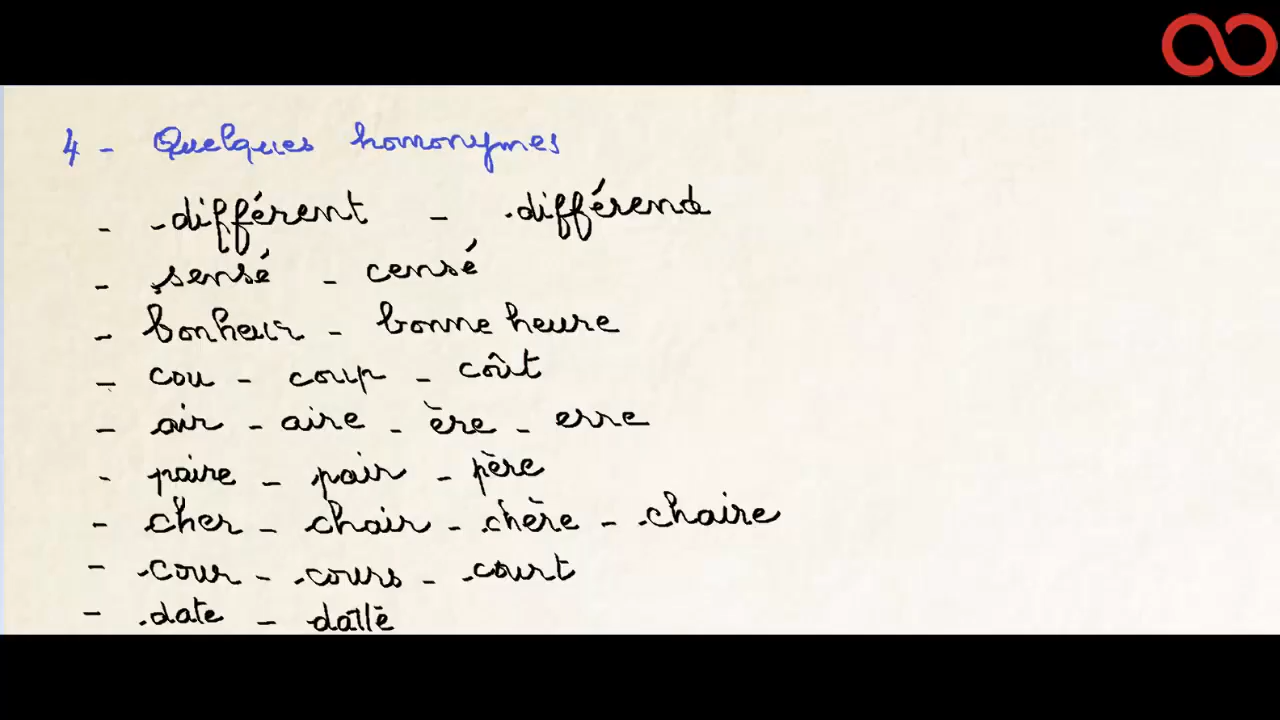 4 - Quelques homonymes
- différent - différend
- sensé - censé
- bonheur - bonne heure
- cou - coup - coût
- air - aire - ère - erre
- paire - pair - père
- cher - chair - chère - chaire
- cour - cours - court
- date - datte